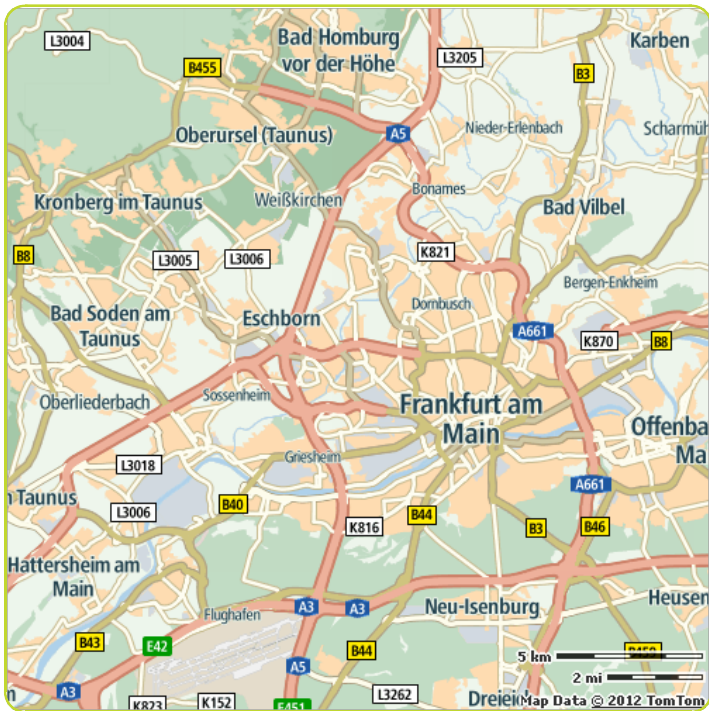 L3004
Bad Homburg
vor der Höhe
L3205
Karben
B455
B3
Oberursel (Taunus)
A5
Nieder-Erlenbach
Scharmüh
Kronberg im Taunus
Weißkirchen
Bonames
Bad Vilbel
B8
L3005
L3006
K821
Bergen-Enkheim
Bad Soden am
Taunus
Eschborn
Dornbusch
A661
K870
B8
Oberliederbach
Sossenheim
Frankfurt am
Main
Offenba
Ma
L3018
Griesheim
n Taunus
L3006
B40
A661
K816
B44
B3
B46
Hattersheim am
Main
Flughafen
A3
A3
Neu-Isenburg
Heusen
B43
E42
B44
5 km
A5
2 mi
A3
K823
K152
E451
L3262
Dreieich
Map Data © 2012 TomTom